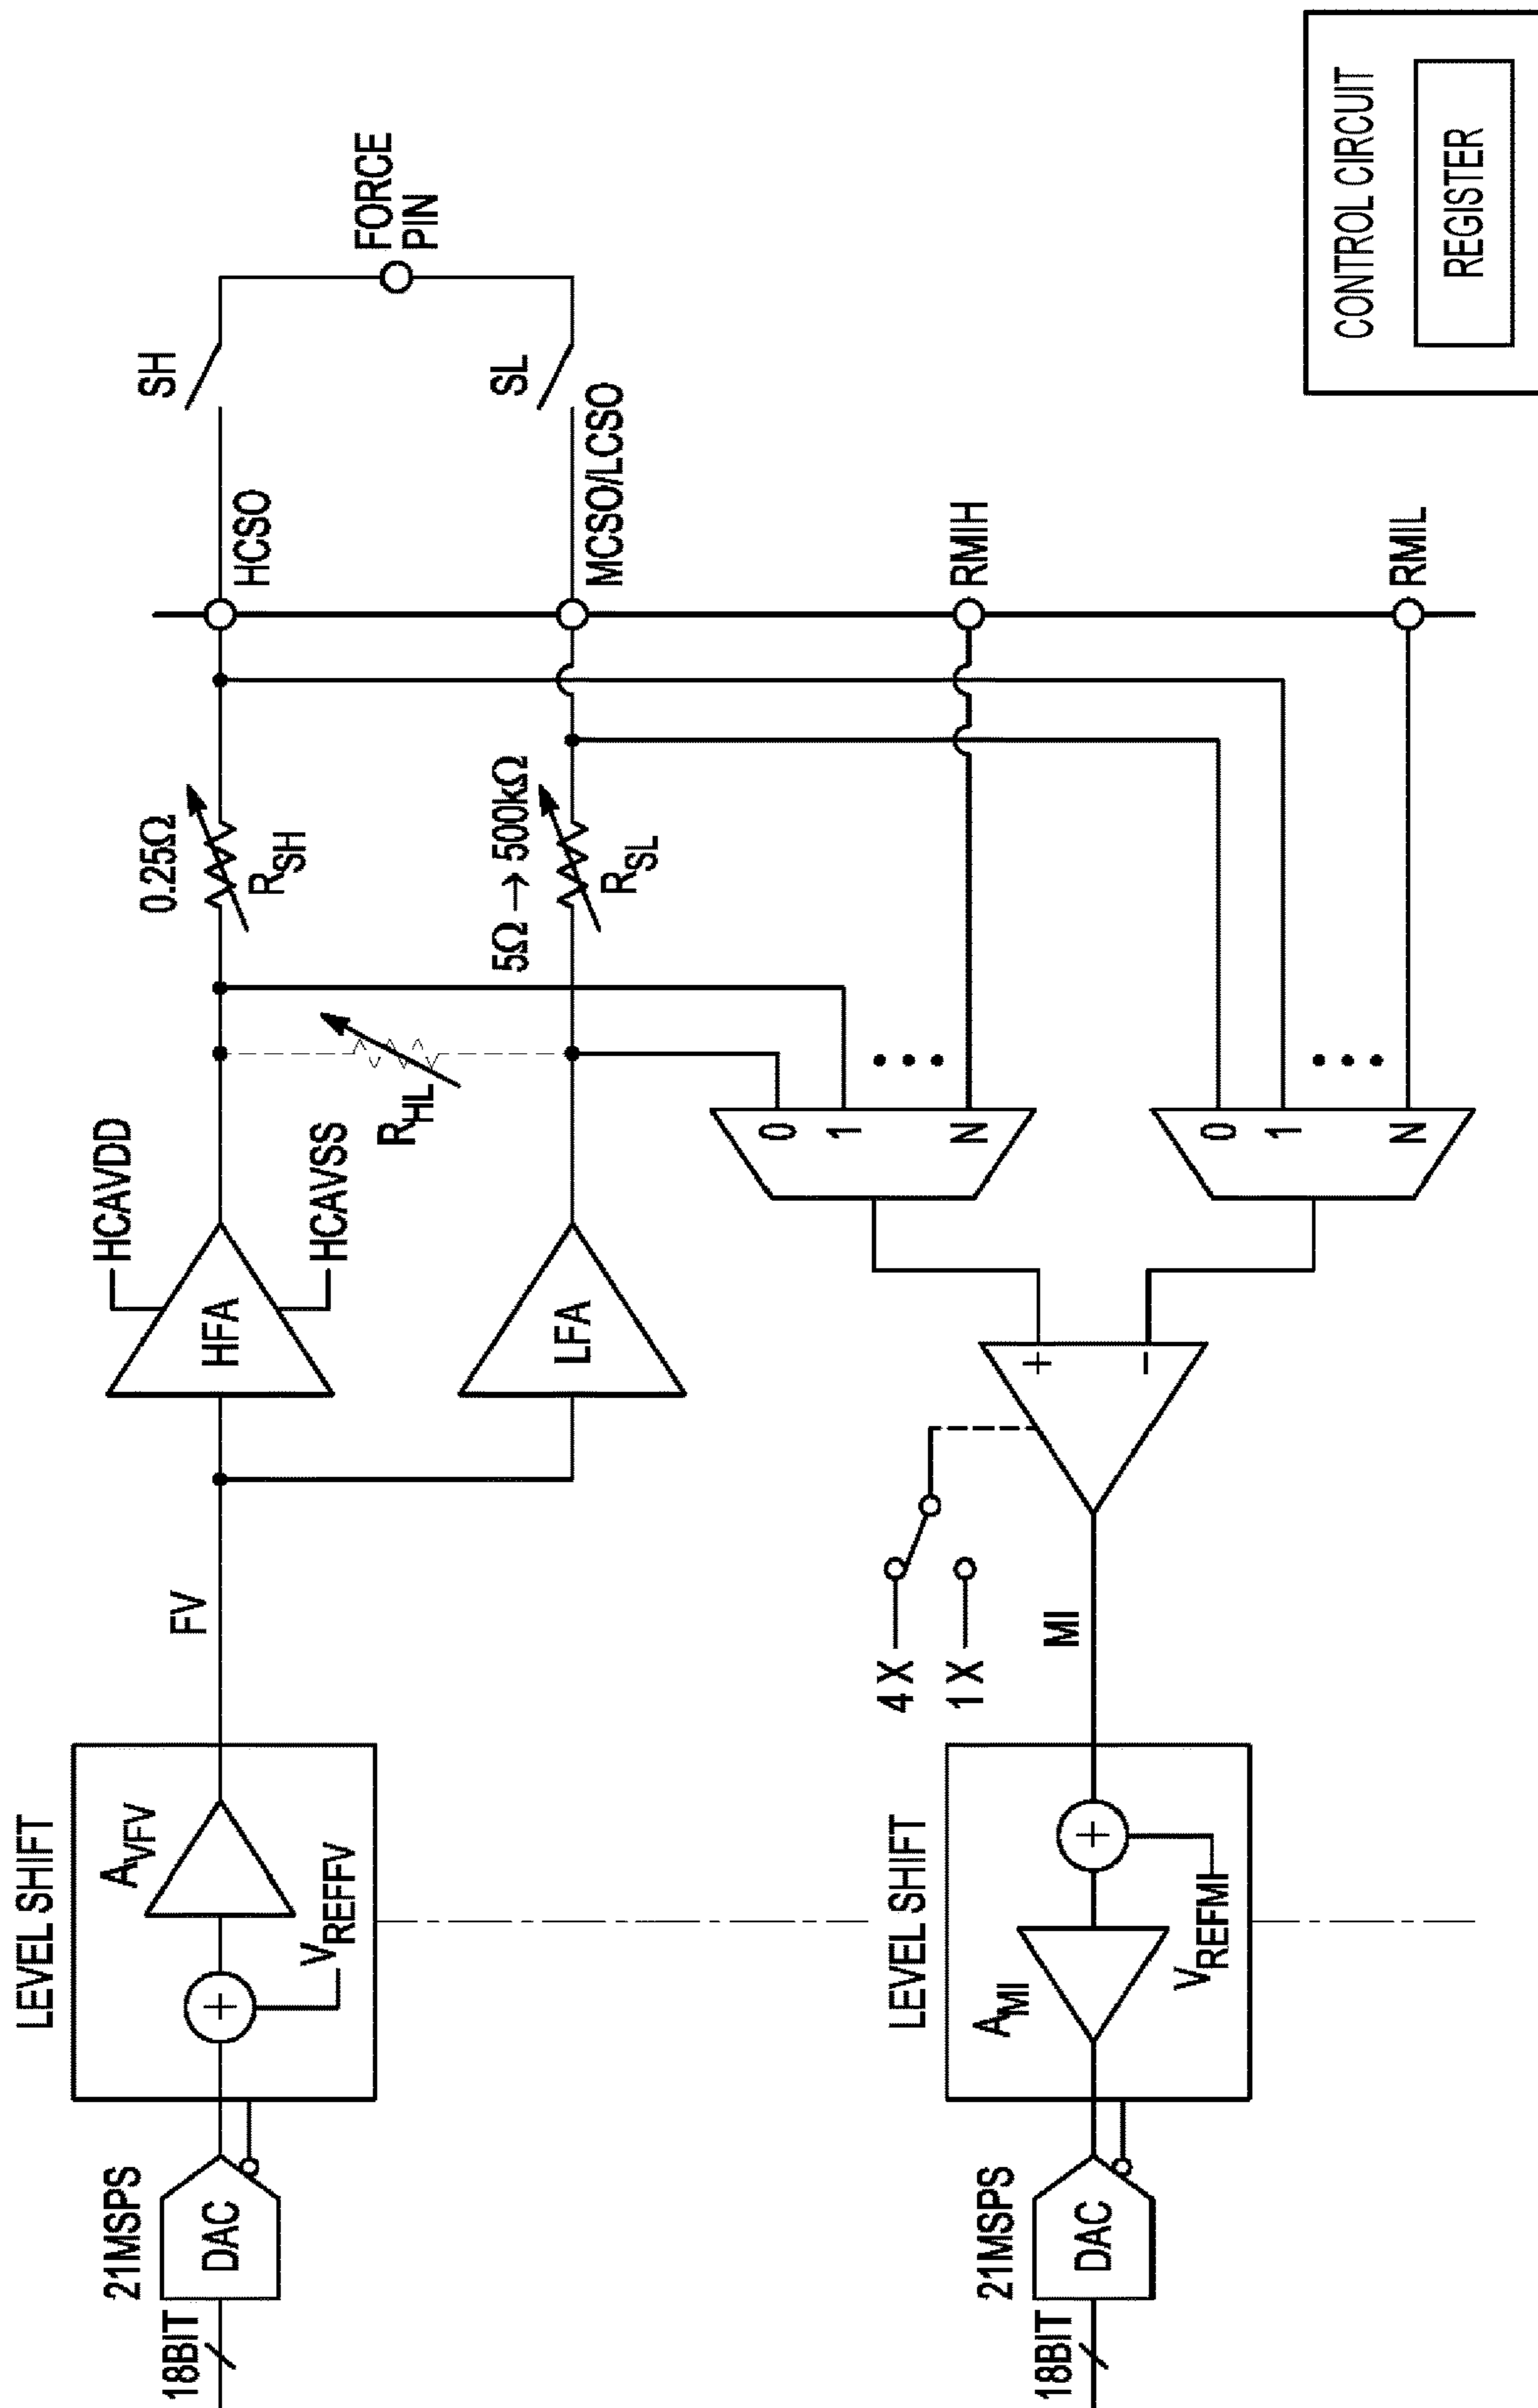 LEVEL SHIFT
18BIT
21MSPS
DAC
+
V_REFFV
A_VFV
FV
HFA
HCAVDD
HCAVSS
LFA
R_HL
0.25Ω
R_SH
5Ω → 500kΩ
R_SL
HCSO
MCSO/LCSO
SH
SL
FORCE
PIN
RMIH
RMIL
0
1
N
0
1
N
+
−
4X
1X
MI
LEVEL SHIFT
+
V_REFMI
A_MI
21MSPS
DAC
18BIT
CONTROL CIRCUIT
REGISTER